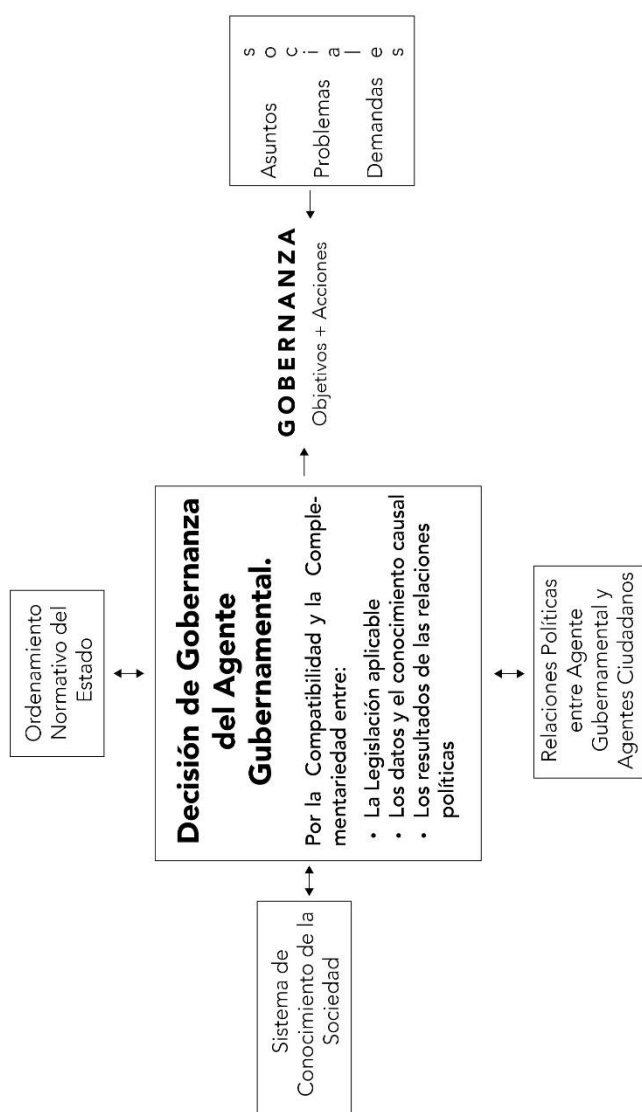 Ordenamiento
Normativo del
Estado
Sistema de
Conocimiento de la
Sociedad
Decisión de Gobernanza
del Agente
Gubernamental.
Por la Compatibilidad y la Comple-
mentariedad entre:
• La Legislación aplicable
• Los datos y el conocimiento causal
• Los resultados de las relaciones
políticas
GOBERNANZA
Objetivos + Acciones
Asuntos
Problemas
Demandas
sociales
Relaciones Políticas
entre Agente
Gubernamental y
Agentes Ciudadanos